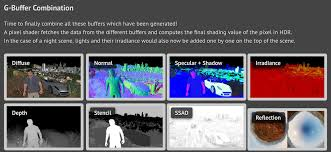 G-Buffer Combination
Time to finally combine all these buffers which have been generated!
A pixel shader fetches the data from the different buffers and computes the final shading value of the pixel in HDR.
In the case of a night scene, lights and their irradiance would also now be added one by one on the top of the scene.
Diffuse
Normal
Specular + Shadow
Irradiance
Depth
Stencil
SSAO
Reflection